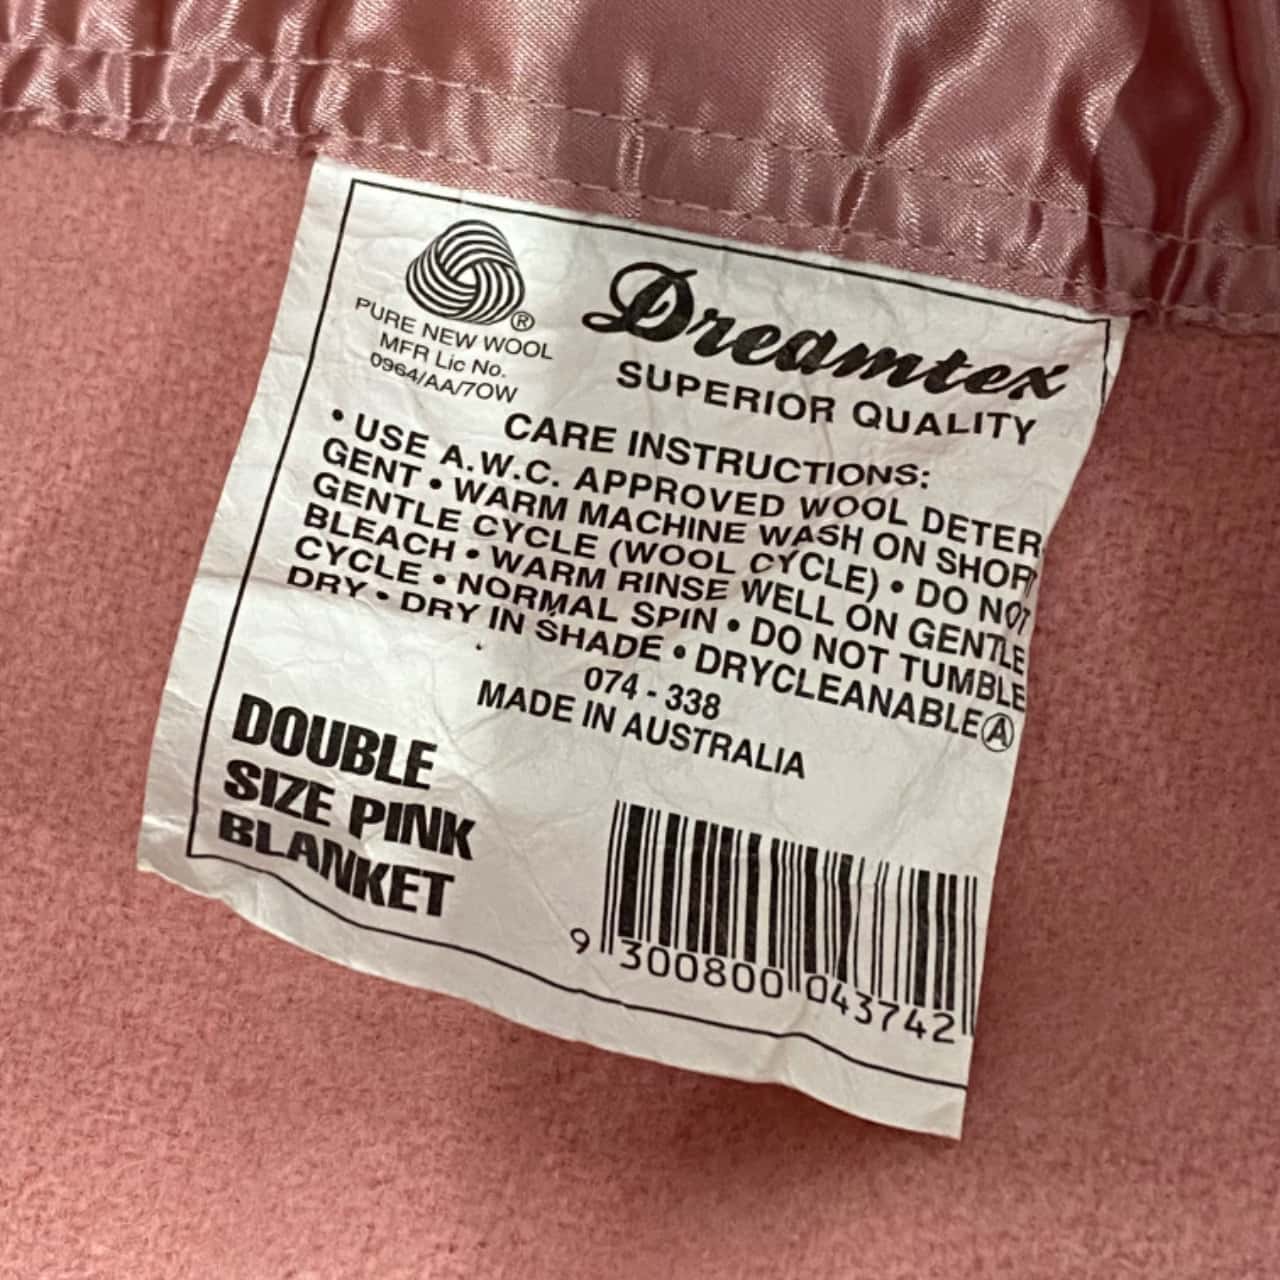 PURE NEW WOOL
MFR Lic No.
0964/AA/7OW
®
Dreamtex
SUPERIOR QUALITY
CARE INSTRUCTIONS:
• USE A.W.C. APPROVED WOOL DETER
GENT • WARM MACHINE WASH ON SHORT
GENTLE CYCLE (WOOL CYCLE) • DO NOT
BLEACH • WARM RINSE WELL ON GENTLE
CYCLE • NORMAL SPIN • DO NOT TUMBLE
DRY • DRY IN SHADE • DRYCLEANABLE Ⓐ
074 - 338
MADE IN AUSTRALIA
DOUBLE
SIZE PINK
BLANKET
9 300800 043742